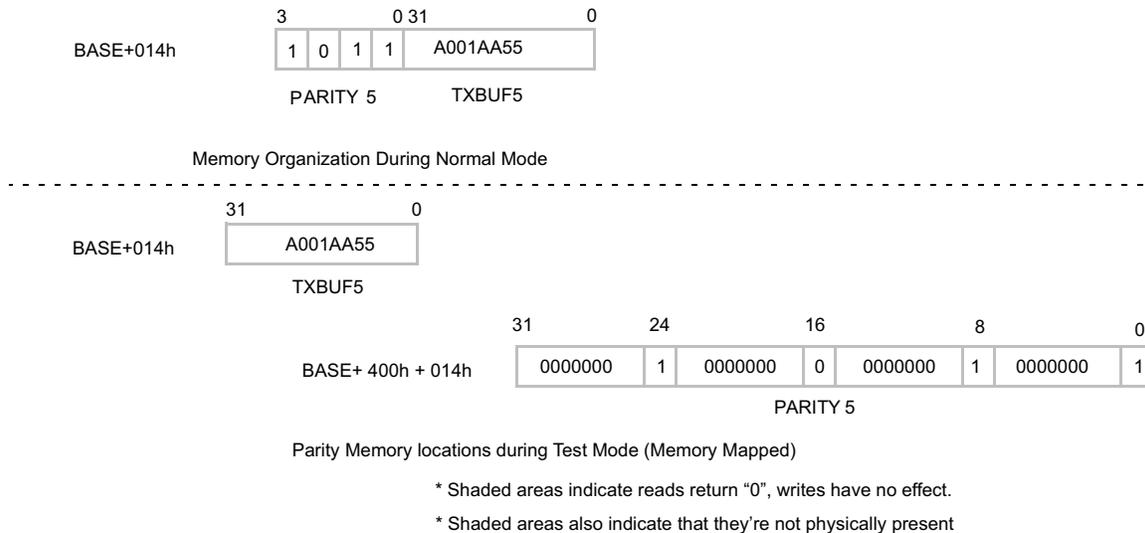 3 0 31 0
BASE+014h 1 0 1 1 A001AA55
PARITY 5 TXBUF5
Memory Organization During Normal Mode
31 0
BASE+014h A001AA55
TXBUF5
31 24 16 8 0
BASE+ 400h + 014h 0000000 1 0000000 0 0000000 1 0000000 1
PARITY 5
Parity Memory locations during Test Mode (Memory Mapped)
* Shaded areas indicate reads return “0”, writes have no effect.
* Shaded areas also indicate that they're not physically present